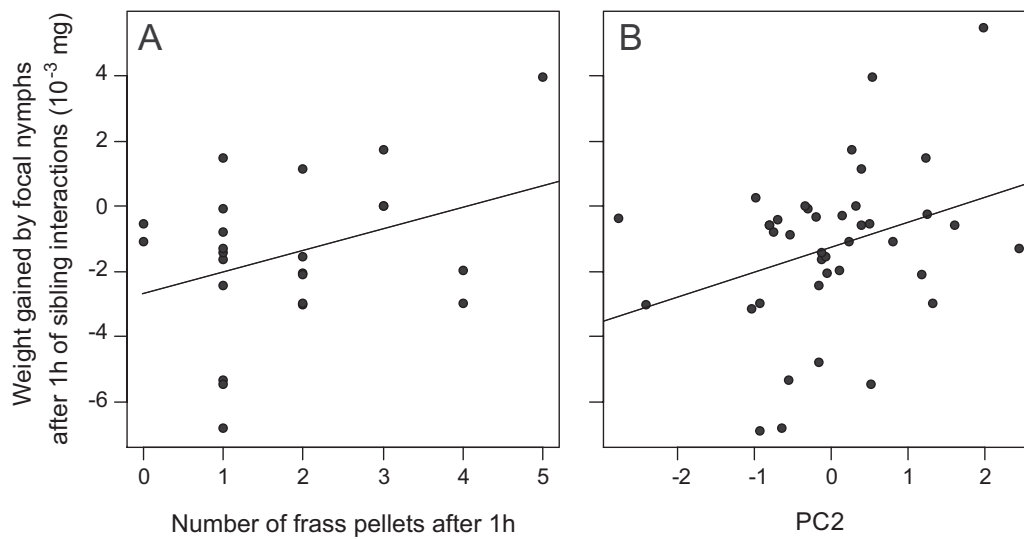 Weight gained by focal nymphs
after 1h of sibling interactions (10⁻³ mg)
A
4
2
0
-2
-4
-6
0 1 2 3 4 5
Number of frass pellets after 1h
B
-2 -1 0 1 2
PC2